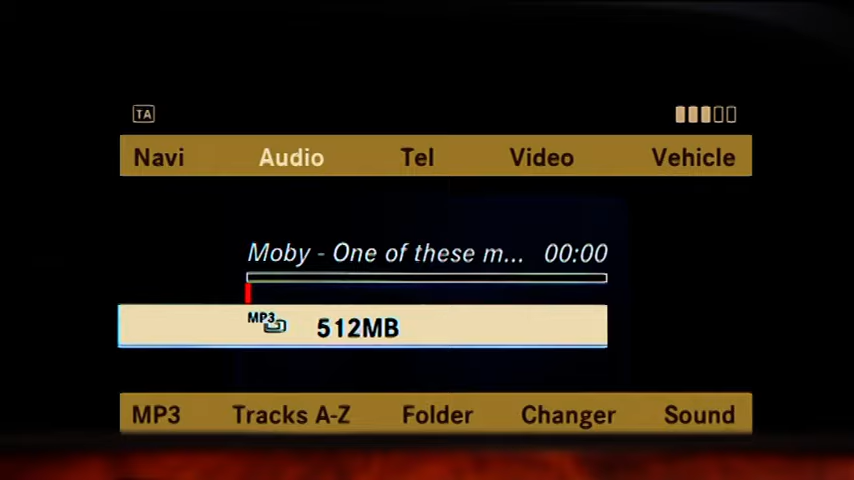 TA
Navi Audio Tel Video Vehicle
Moby - One of these m... 00:00
MP3 512MB
MP3 Tracks A-Z Folder Changer Sound